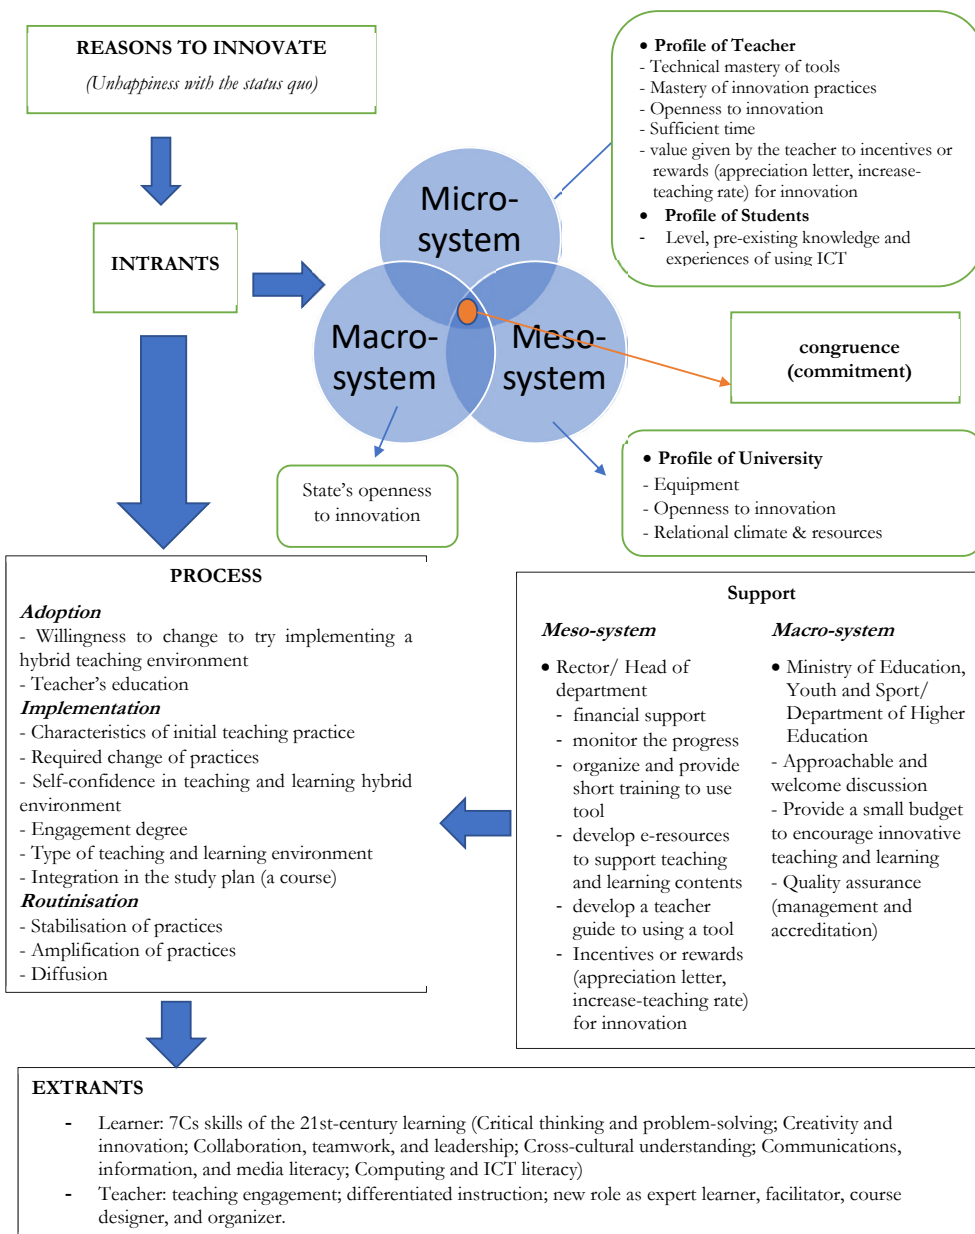 REASONS TO INNOVATE
(Unhappiness with the status quo)
• Profile of Teacher
- Technical mastery of tools
- Mastery of innovation practices
- Openness to innovation
- Sufficient time
- value given by the teacher to incentives or
rewards (appreciation letter, increase-
teaching rate) for innovation
• Profile of Students
- Level, pre-existing knowledge and
experiences of using ICT
INTRANTS
Micro-
system
Macro-
system
Meso-
system
congruence
(commitment)
State's openness
to innovation
• Profile of University
- Equipment
- Openness to innovation
- Relational climate & resources
PROCESS
Adoption
- Willingness to change to try implementing a
hybrid teaching environment
- Teacher's education
Implementation
- Characteristics of initial teaching practice
- Required change of practices
- Self-confidence in teaching and learning hybrid
environment
- Engagement degree
- Type of teaching and learning environment
- Integration in the study plan (a course)
Routinisation
- Stabilisation of practices
- Amplification of practices
- Diffusion
Support
Meso-system
• Rector/ Head of
department
- financial support
- monitor the progress
- organize and provide
short training to use
tool
- develop e-resources
to support teaching
and learning contents
- develop a teacher
guide to using a tool
- Incentives or rewards
(appreciation letter,
increase-teaching rate)
for innovation
Macro-system
• Ministry of Education,
Youth and Sport/
Department of Higher
Education
- Approachable and
welcome discussion
- Provide a small budget
to encourage innovative
teaching and learning
- Quality assurance
(management and
accreditation)
EXTRANTS
- Learner: 7Cs skills of the 21st-century learning (Critical thinking and problem-solving; Creativity and
innovation; Collaboration, teamwork, and leadership; Cross-cultural understanding; Communications,
information, and media literacy; Computing and ICT literacy)
- Teacher: teaching engagement; differentiated instruction; new role as expert learner, facilitator, course
designer, and organizer.